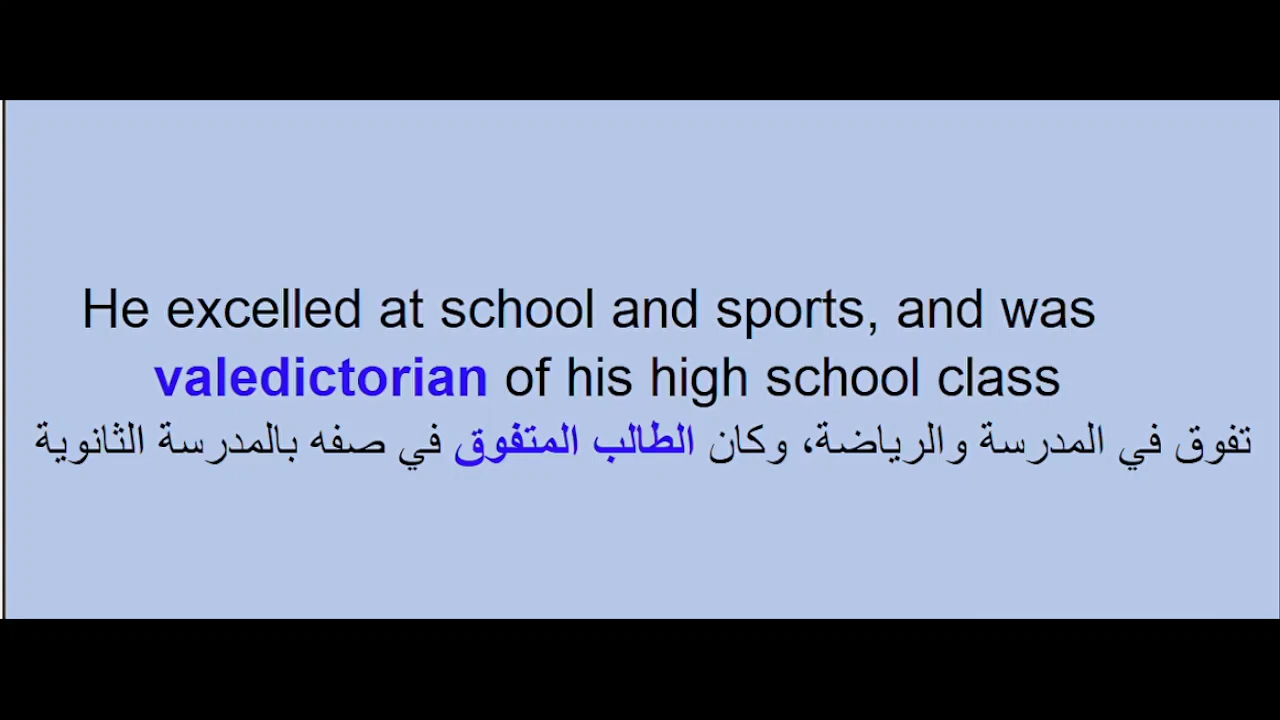 He excelled at school and sports, and was
valedictorian of his high school class
تفوق في المدرسة والرياضة، وكان الطالب المتفوق في صفه بالمدرسة الثانوية